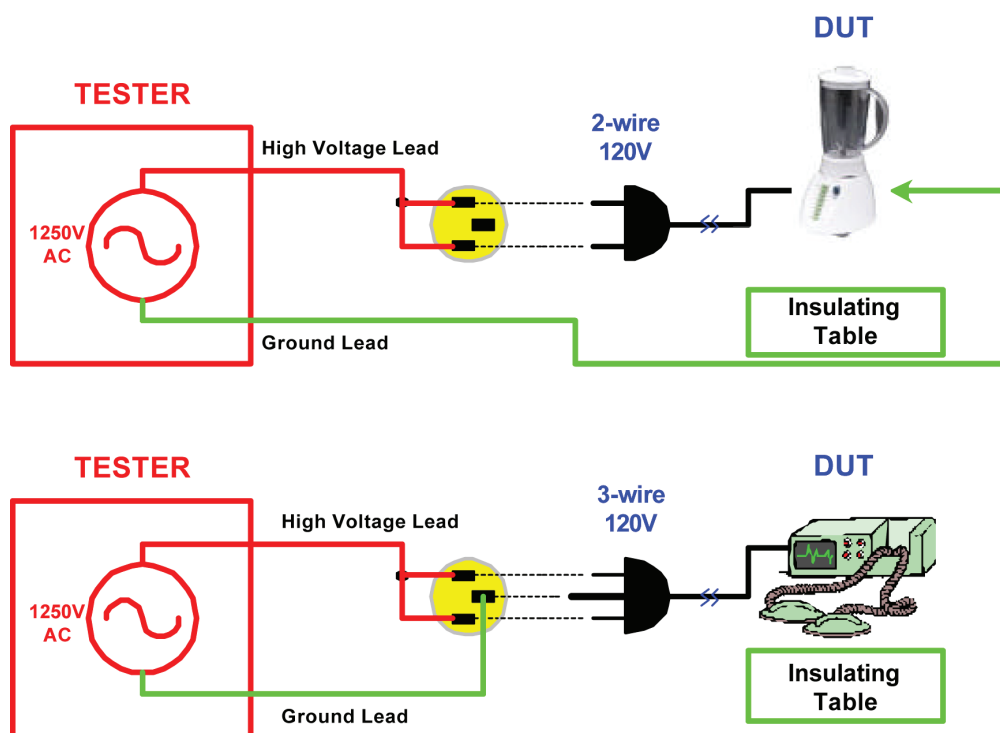 DUT
TESTER
2-wire
120V
High Voltage Lead
1250V
AC
Insulating
Table
Ground Lead
TESTER
DUT
3-wire
120V
High Voltage Lead
1250V
AC
Insulating
Table
Ground Lead